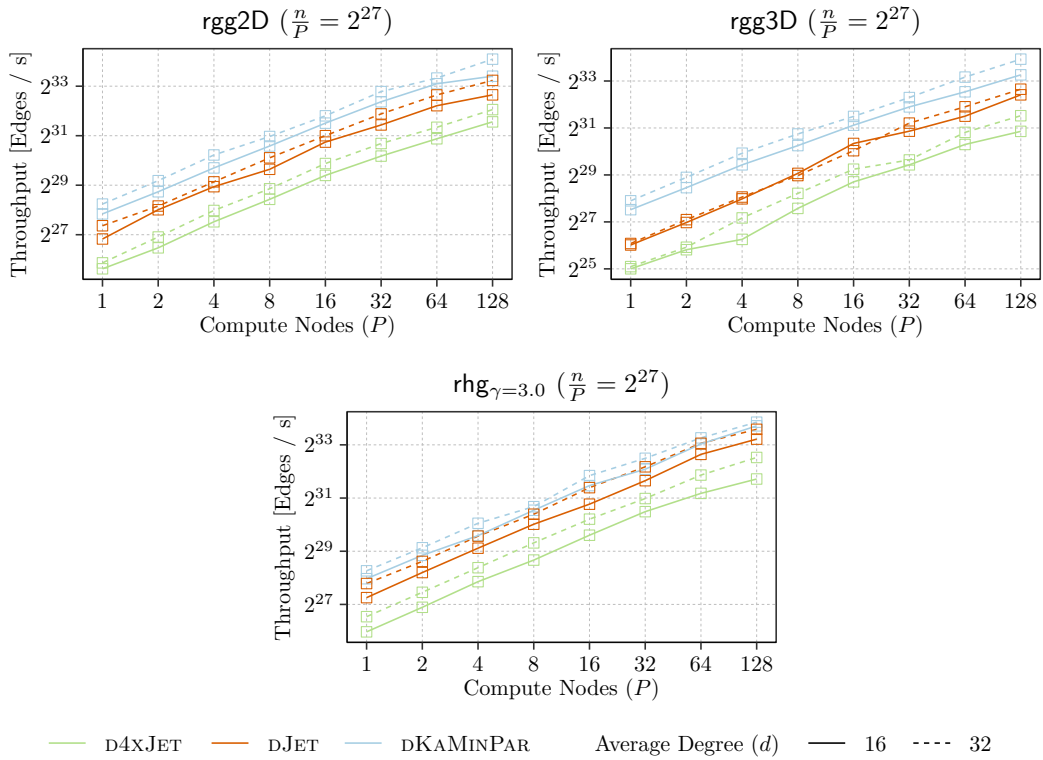 rgg2D (n/P = 2^27)
Throughput [Edges / s]
2^33
2^31
2^29
2^27
1 2 4 8 16 32 64 128
Compute Nodes (P)
rgg3D (n/P = 2^27)
Throughput [Edges / s]
2^33
2^31
2^29
2^27
2^25
1 2 4 8 16 32 64 128
Compute Nodes (P)
rhg_γ=3.0 (n/P = 2^27)
Throughput [Edges / s]
2^33
2^31
2^29
2^27
1 2 4 8 16 32 64 128
Compute Nodes (P)
D4XJET DJET DKAMINPAR Average Degree (d) 16 32